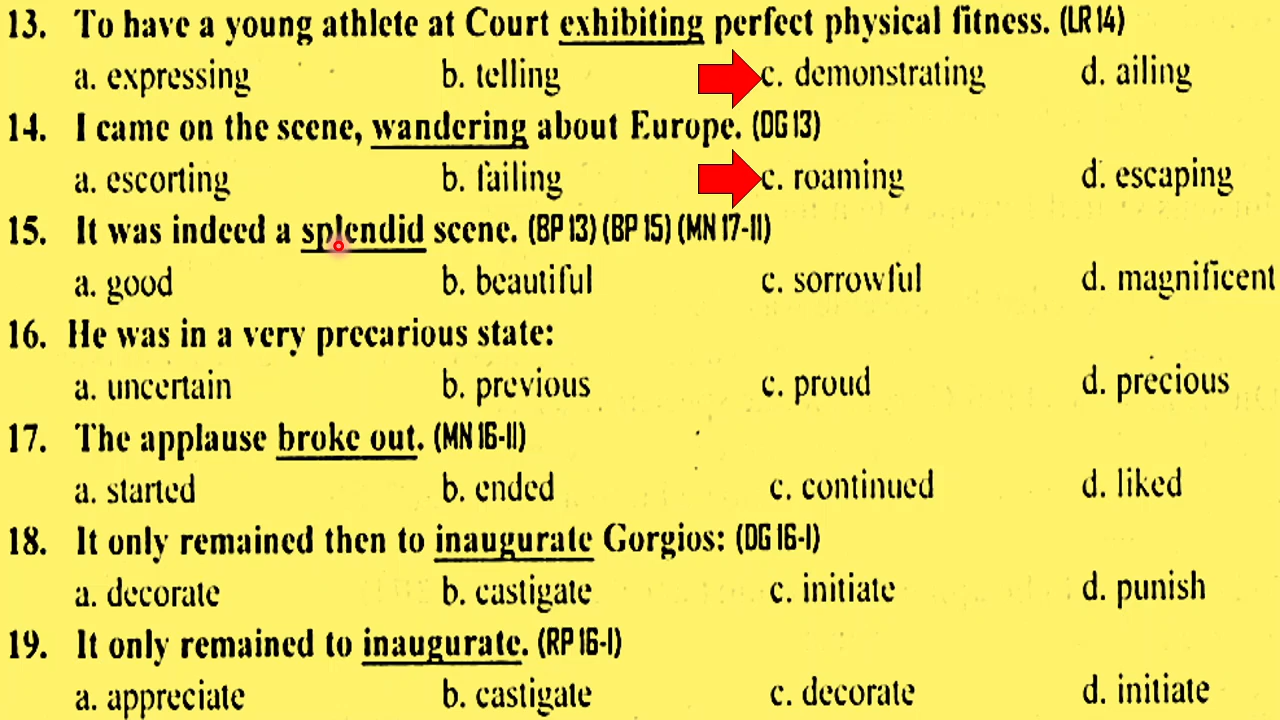 13. To have a young athlete at Court exhibiting perfect physical fitness. (LR 14)
a. expressing b. telling c. demonstrating d. ailing
14. I came on the scene, wandering about Europe. (DG 13)
a. escorting b. failing c. roaming d. escaping
15. It was indeed a splendid scene. (BP 13) (BP 15) (MN 17-II)
a. good b. beautiful c. sorrowful d. magnificent
16. He was in a very precarious state:
a. uncertain b. previous c. proud d. precious
17. The applause broke out. (MN 16-II)
a. started b. ended c. continued d. liked
18. It only remained then to inaugurate Gorgios: (DG 16-I)
a. decorate b. castigate c. initiate d. punish
19. It only remained to inaugurate. (RP 16-I)
a. appreciate b. castigate c. decorate d. initiate